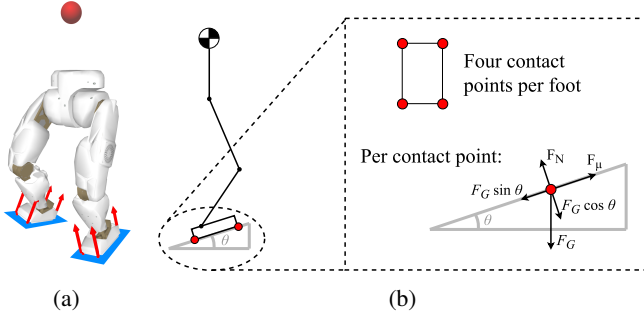 Four contact
points per foot
Per contact point:
F_N
F_μ
F_G sin θ
F_G cos θ
θ
F_G
θ
(a)
(b)